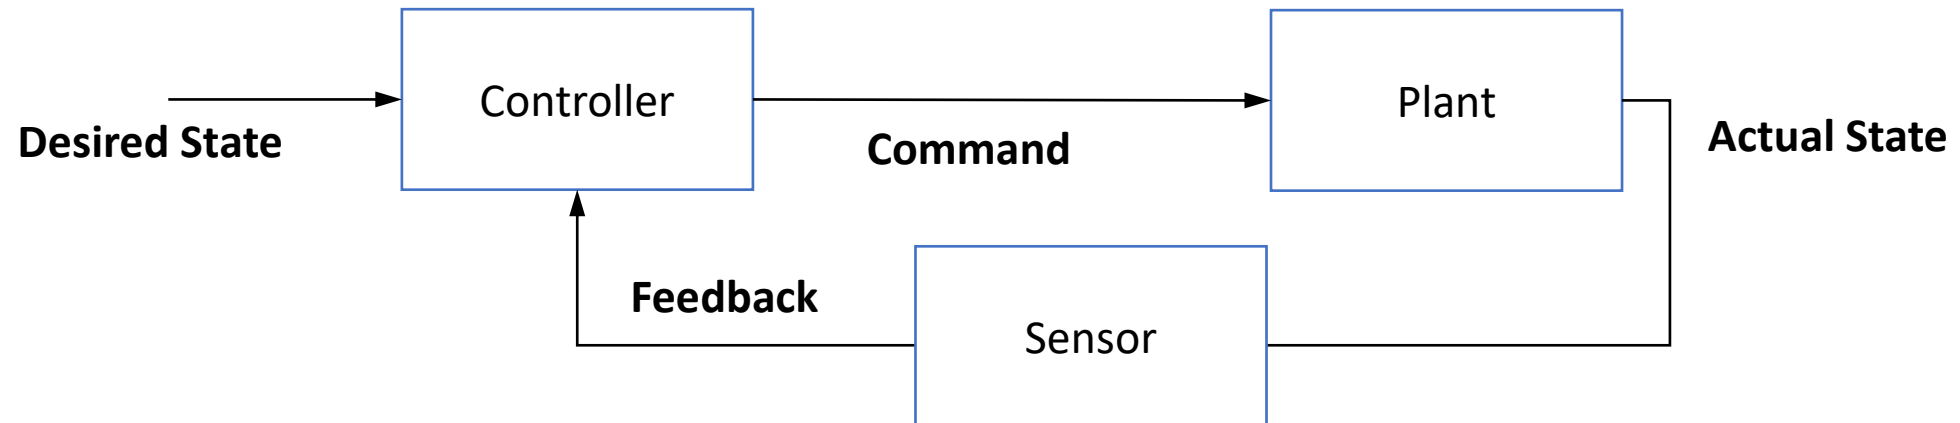 Controller
Plant
Desired State
Command
Actual State
Feedback
Sensor